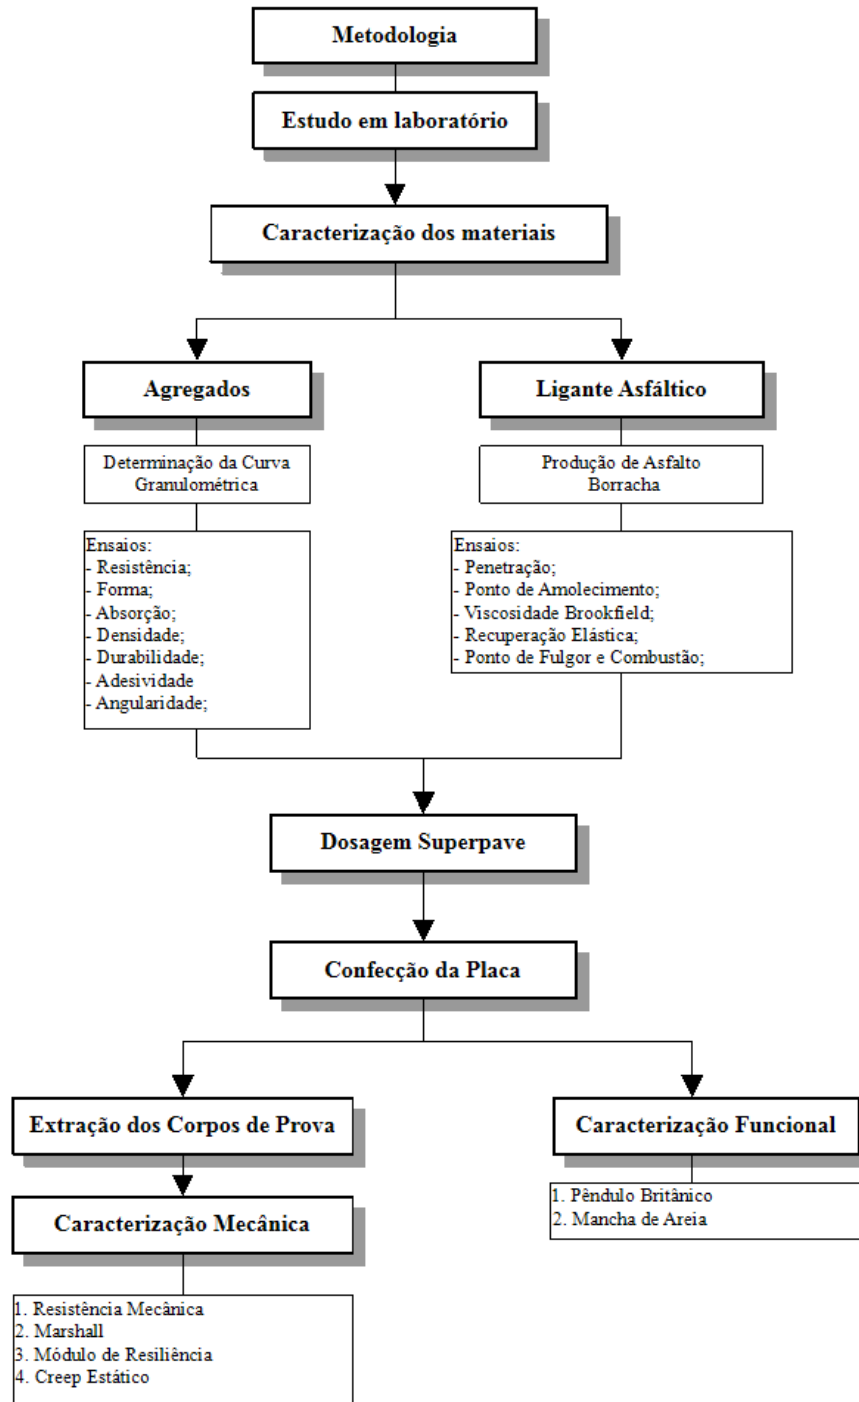 Metodologia
Estudo em laboratório
Caracterização dos materiais
Agregados
Determinação da Curva
Granulométrica
Ensaios:
- Resistência;
- Forma;
- Absorção;
- Densidade;
- Durabilidade;
- Adesividade
- Angularidade;
Ligante Asfáltico
Produção de Asfalto
Borracha
Ensaios:
- Penetração;
- Ponto de Amolecimento;
- Viscosidade Brookfield;
- Recuperação Elástica;
- Ponto de Fulgor e Combustão;
Dosagem Superpave
Confecção da Placa
Extração dos Corpos de Prova
Caracterização Mecânica
1. Resistência Mecânica
2. Marshall
3. Módulo de Resiliência
4. Creep Estático
Caracterização Funcional
1. Pêndulo Britânico
2. Mancha de Areia